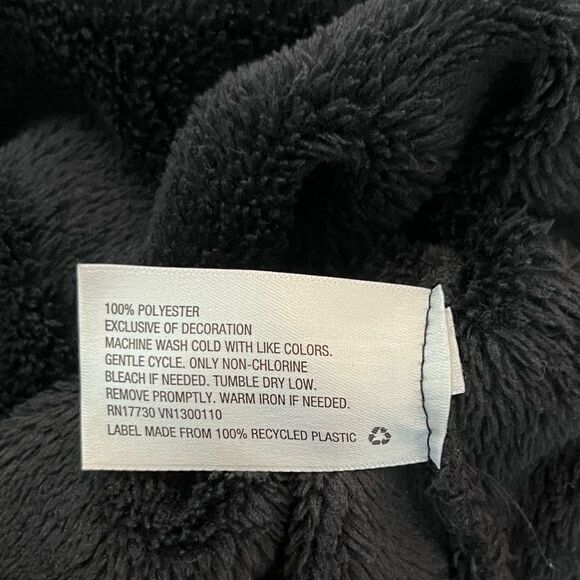 100% POLYESTER
EXCLUSIVE OF DECORATION
MACHINE WASH COLD WITH LIKE COLORS.
GENTLE CYCLE. ONLY NON-CHLORINE
BLEACH IF NEEDED. TUMBLE DRY LOW.
REMOVE PROMPTLY. WARM IRON IF NEEDED.
RN17730 VN1300110
LABEL MADE FROM 100% RECYCLED PLASTIC